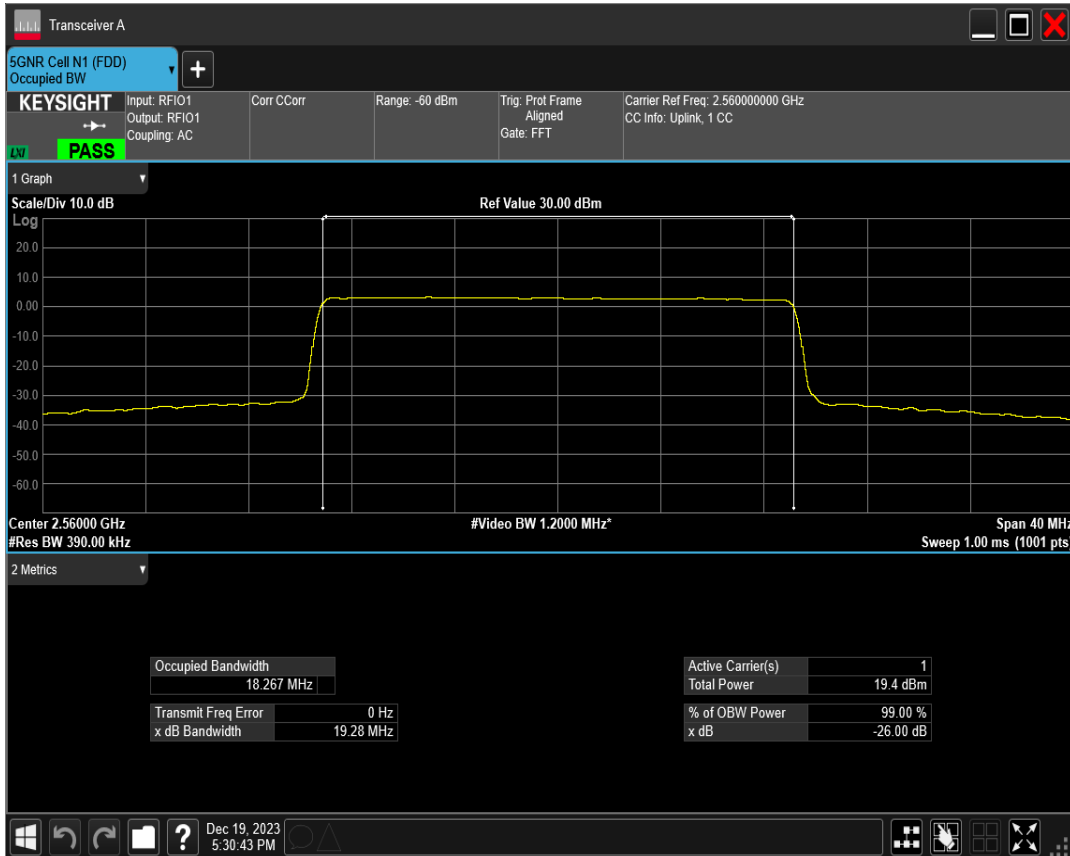 Transceiver A
5GNR Cell N1 (FDD)
Occupied BW
+
KEYSIGHT
LXI
PASS
Input: RFIO1
Output: RFIO1
Coupling: AC
Corr CCorr
Range: -60 dBm
Trig: Prot Frame
Aligned
Gate: FFT
Carrier Ref Freq: 2.560000000 GHz
CC Info: Uplink, 1 CC
1 Graph
Scale/Div 10.0 dB
Ref Value 30.00 dBm
Log
20.0
10.0
0.00
-10.0
-20.0
-30.0
-40.0
-50.0
-60.0
Center 2.56000 GHz
#Video BW 1.2000 MHz*
Span 40 MHz
#Res BW 390.00 kHz
Sweep 1.00 ms (1001 pts)
2 Metrics
Occupied Bandwidth
18.267 MHz
Transmit Freq Error 0 Hz
x dB Bandwidth 19.28 MHz
Active Carrier(s) 1
Total Power 19.4 dBm
% of OBW Power 99.00 %
x dB -26.00 dB
?
Dec 19, 2023
5:30:43 PM